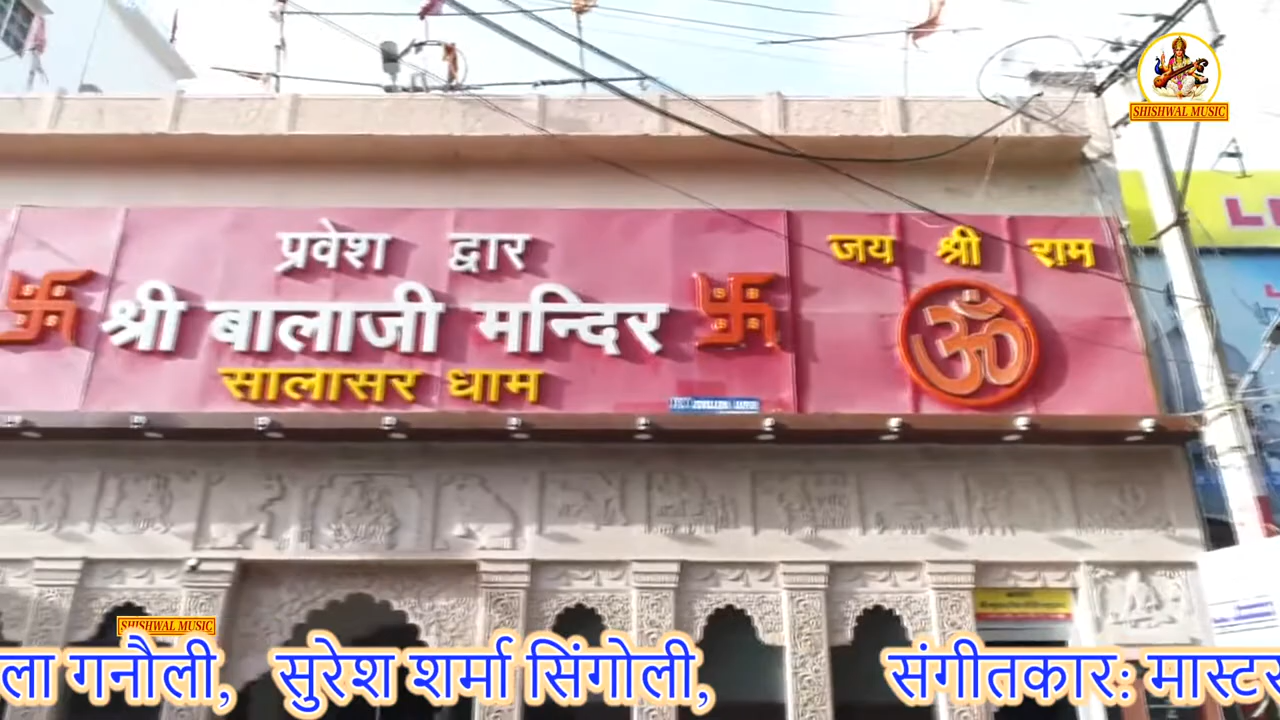 SHISHWAL MUSIC
प्रवेश द्वार
श्री बालाजी मन्दिर
सालासर धाम
जय श्री राम
ॐ
SHISHWAL MUSIC
ला गनौली, सुरेश शर्मा सिंगोली, संगीतकार: मास्टर